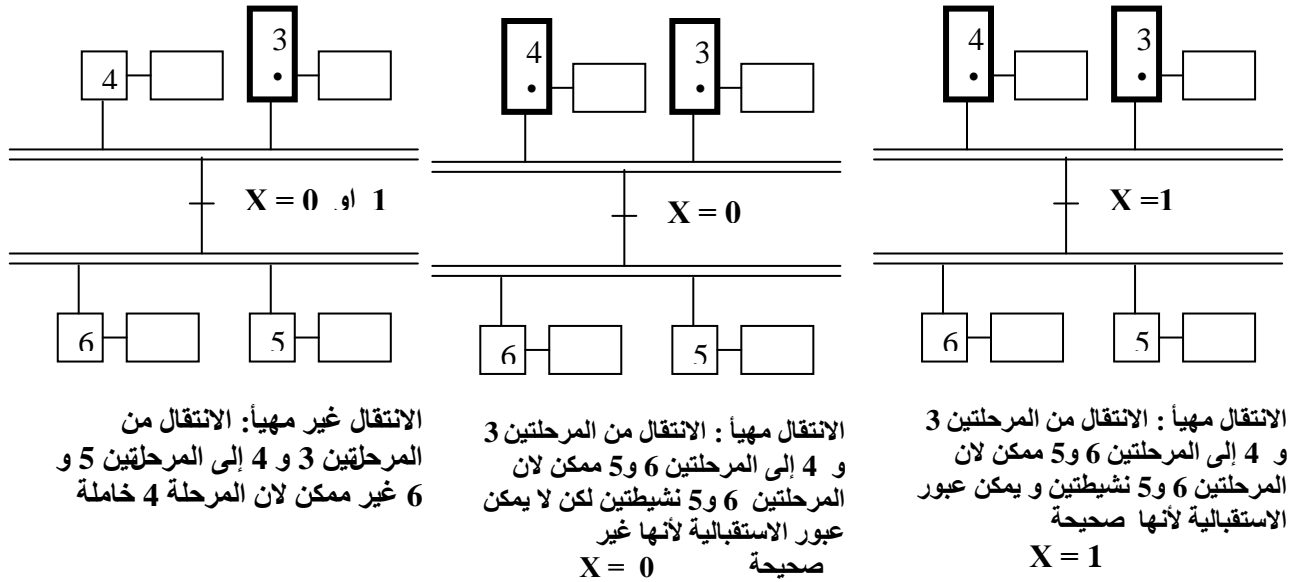 3
4
X = 0 او 1
6
5
الانتقال غير مهيأ: الانتقال من
المرحلتين 3 و 4 إلى المرحلتين 5 و
6 غير ممكن لان المرحلة 4 خاملة
4
3
X = 0
6
5
الانتقال مهيأ : الانتقال من المرحلتين 3
و 4 إلى المرحلتين 6 و5 ممكن لان
المرحلتين 6 و5 نشيطتين لكن لا يمكن
عبور الاستقبالية لأنها غير
صحيحة X = 0
4
3
X =1
6
5
الانتقال مهيأ : الانتقال من المرحلتين 3
و 4 إلى المرحلتين 6 و5 ممكن لان
المرحلتين 6 و5 نشيطتين و يمكن عبور
الاستقبالية لأنها صحيحة
X = 1